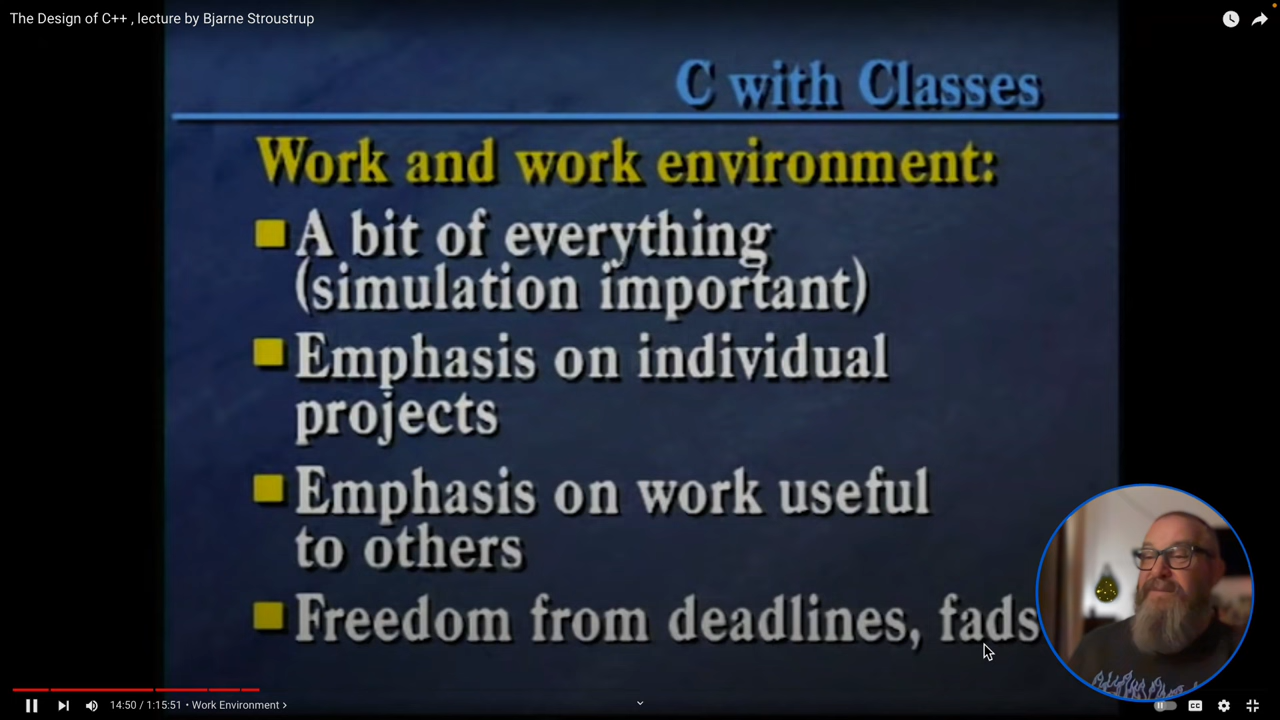 The Design of C++ , lecture by Bjarne Stroustrup
C with Classes
Work and work environment:
A bit of everything
(simulation important)
Emphasis on individual
projects
Emphasis on work useful
to others
Freedom from deadlines, fads
14:50 / 1:15:51 • Work Environment
CC